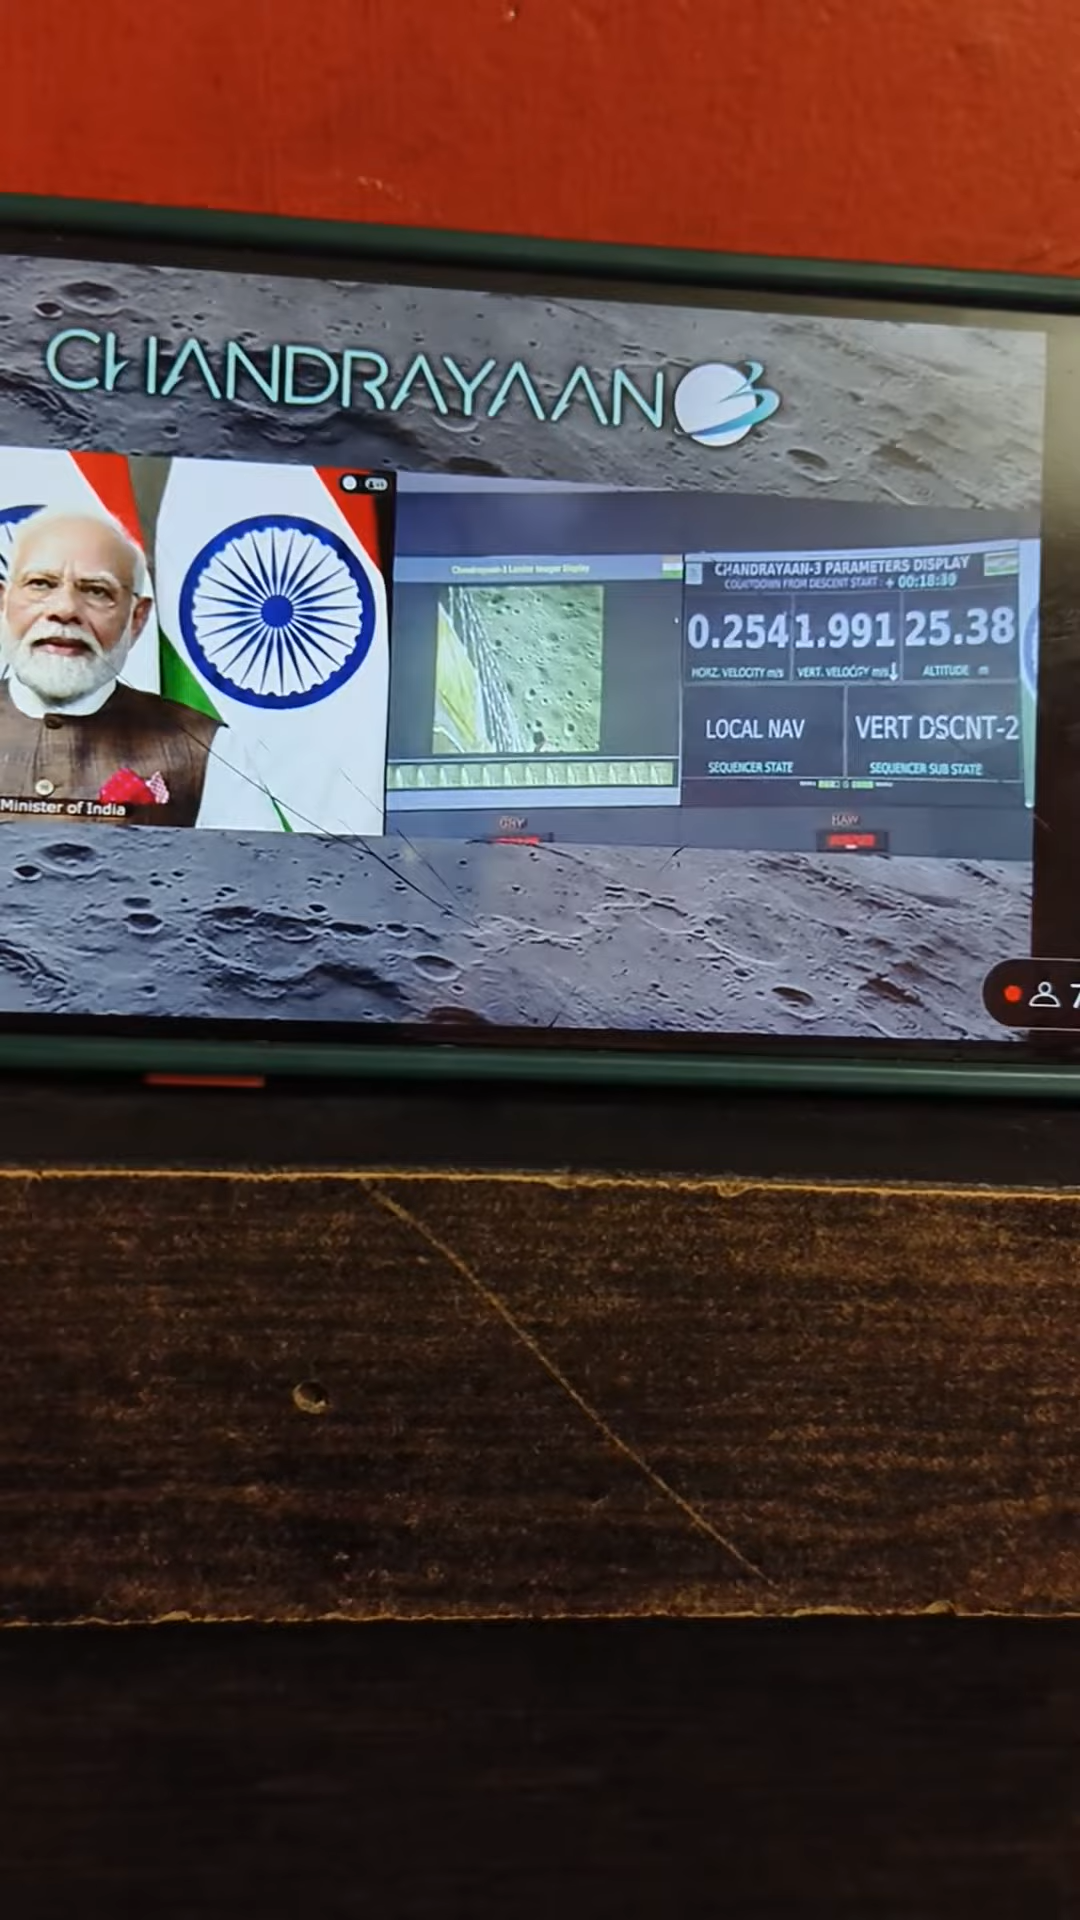 CHANDRAYAAN 3
Minister of India
Chandrayaan-3 Lander Imager Display
CHANDRAYAAN-3 PARAMETERS DISPLAY
COUNTDOWN FROM DESCENT START : + 00:18:30
0.254 1.991 25.38
HORZ. VELOCITY m/s VERT. VELOCITY m/s ALTITUDE m
LOCAL NAV VERT DSCNT-2
SEQUENCER STATE SEQUENCER SUB STATE
7